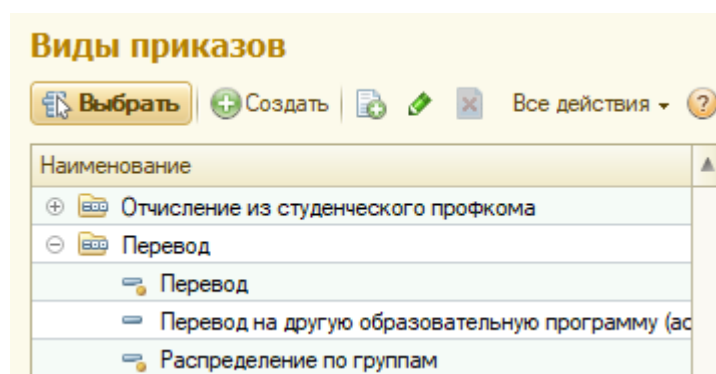 Виды приказов
Выбрать Создать Все действия ?
Наименование
Отчисление из студенческого профкома
Перевод
Перевод
Перевод на другую образовательную программу (ас
Распределение по группам